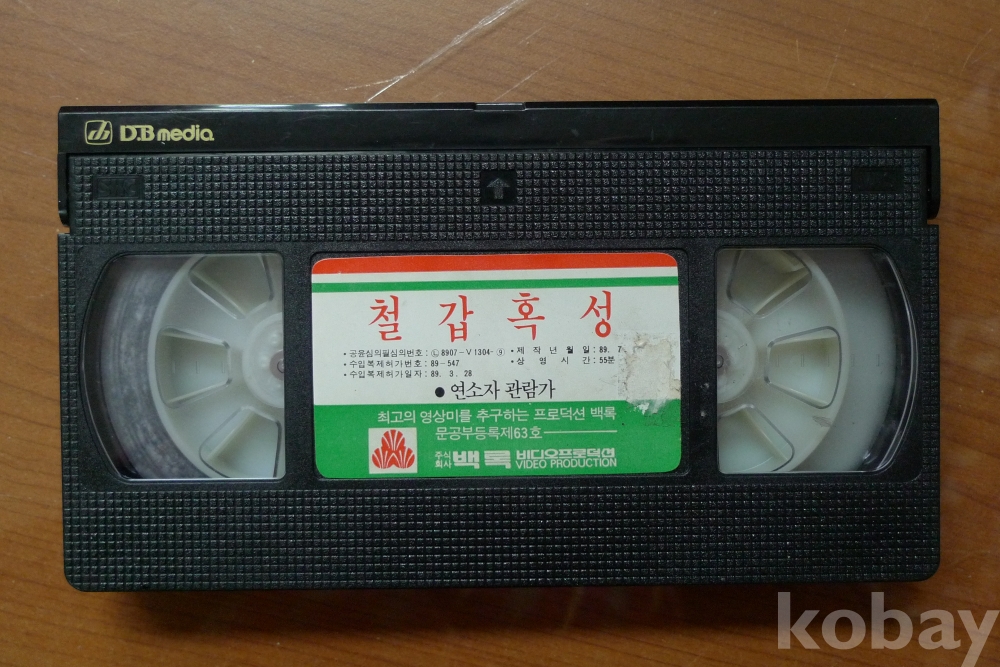 D.B media
철 갑 혹 성
• 공윤심의필심의번호 : Ⓛ 8907-V 1304-⑨ • 제 작 년 월 일 : 89. 7
• 수입복제허가번호 : 89-547 • 상 영 시 간 : 55분
• 수입복제허가일자 : 89. 3. 28
● 연소자 관람가
최고의 영상미를 추구하는 프로덕션 백록
문공부등록제63호
주식회사 백록 비디오프로덕션
VIDEO PRODUCTION
kobay